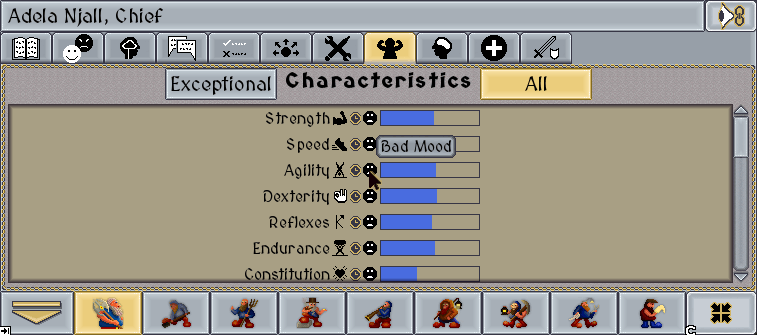 Adela Njall, Chief
Exceptional Characteristics All
Strength
Speed
Bad Mood
Agility
Dexterity
Reflexes
Endurance
Constitution